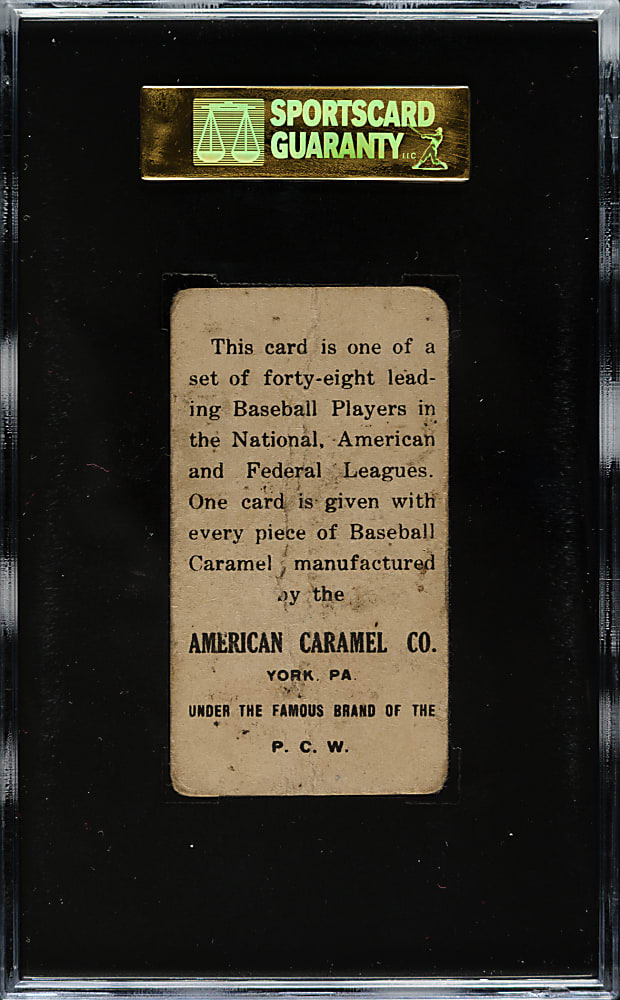 SPORTSCARD
GUARANTY LLC
This card is one of a
set of forty-eight lead-
ing Baseball Players in
the National, American
and Federal Leagues.
One card is given with
every piece of Baseball
Caramel manufactured
by the
AMERICAN CARAMEL CO.
YORK, PA.
UNDER THE FAMOUS BRAND OF THE
P. C. W.